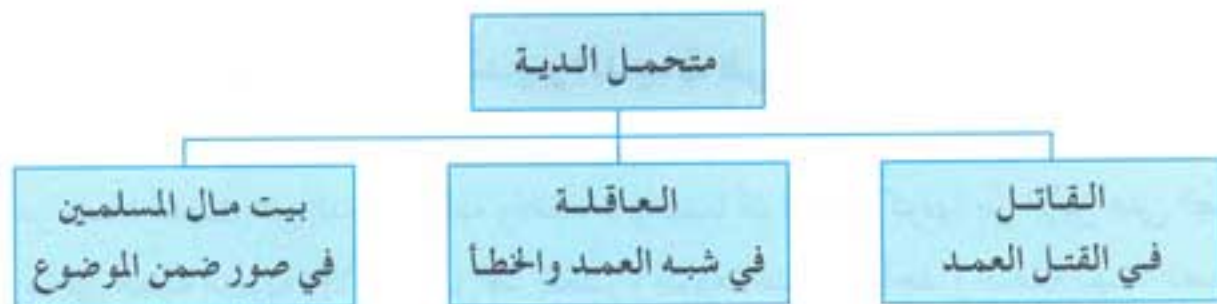 متحمل الدية
القاتل
في القتل العمد
العاقلة
في شبه العمد والخطأ
بيت مال المسلمين
في صور ضمن الموضوع